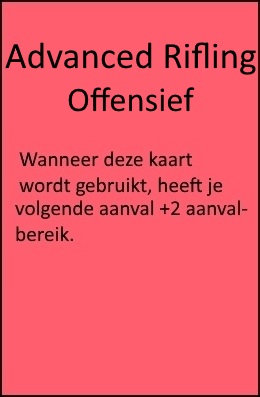 Advanced Rifling
Offensief
Wanneer deze kaart
wordt gebruikt, heeft je
volgende aanval +2 aanval-
bereik.